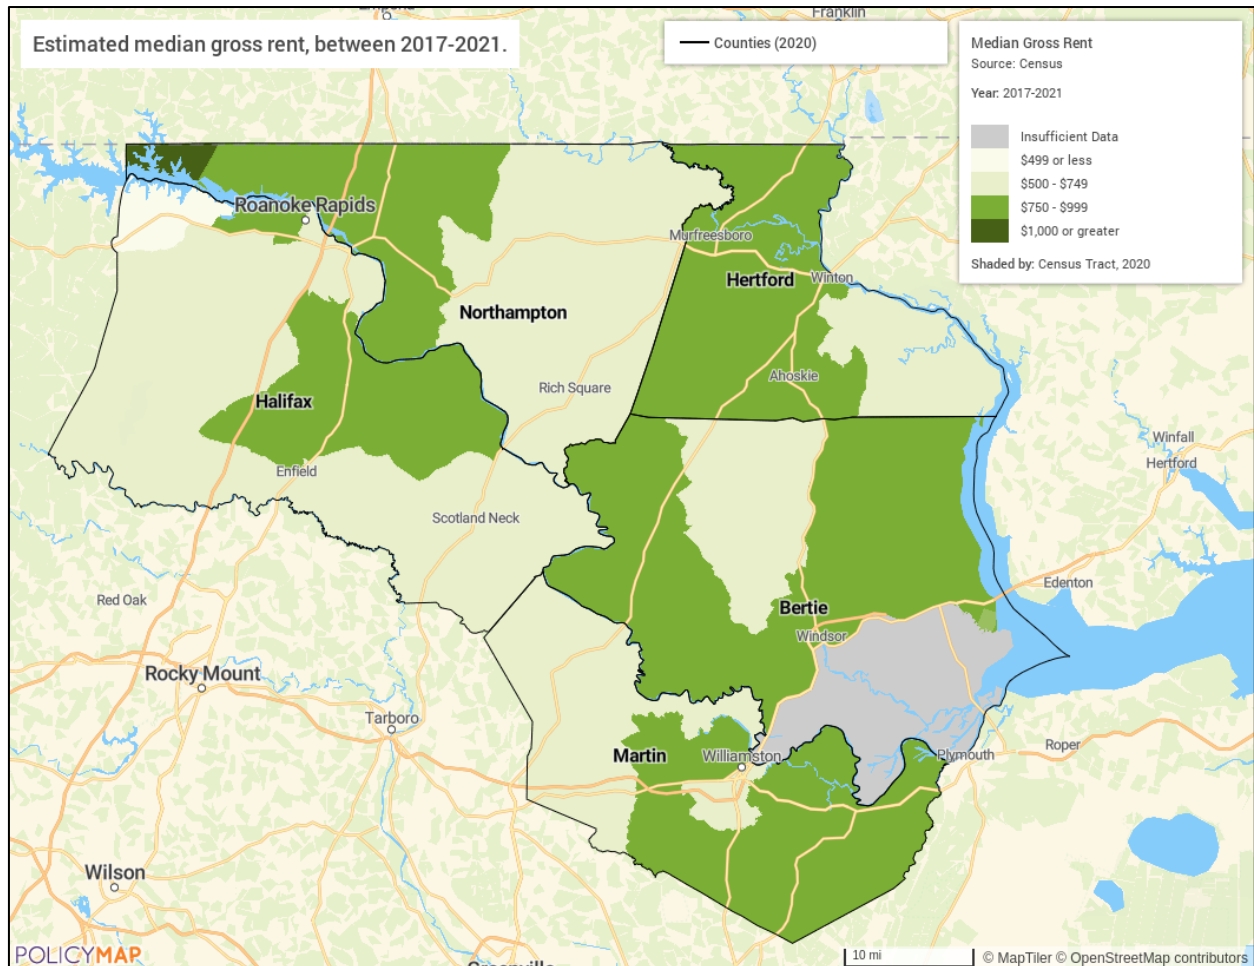 Emporia
Franklin
Estimated median gross rent, between 2017-2021.
Counties (2020)
Median Gross Rent
Source: Census
Year: 2017-2021
Insufficient Data
$499 or less
$500 - $749
$750 - $999
$1,000 or greater
Shaded by: Census Tract, 2020
Roanoke Rapids
Murfreesboro
Hertford
Winton
Northampton
Rich Square
Ahoskie
Halifax
Enfield
Scotland Neck
Winfall
Hertford
Edenton
Red Oak
Bertie
Windsor
Rocky Mount
Tarboro
Martin
Williamston
Plymouth
Roper
Wilson
POLICYMAP
Greenville
10 mi
© MapTiler © OpenStreetMap contributors